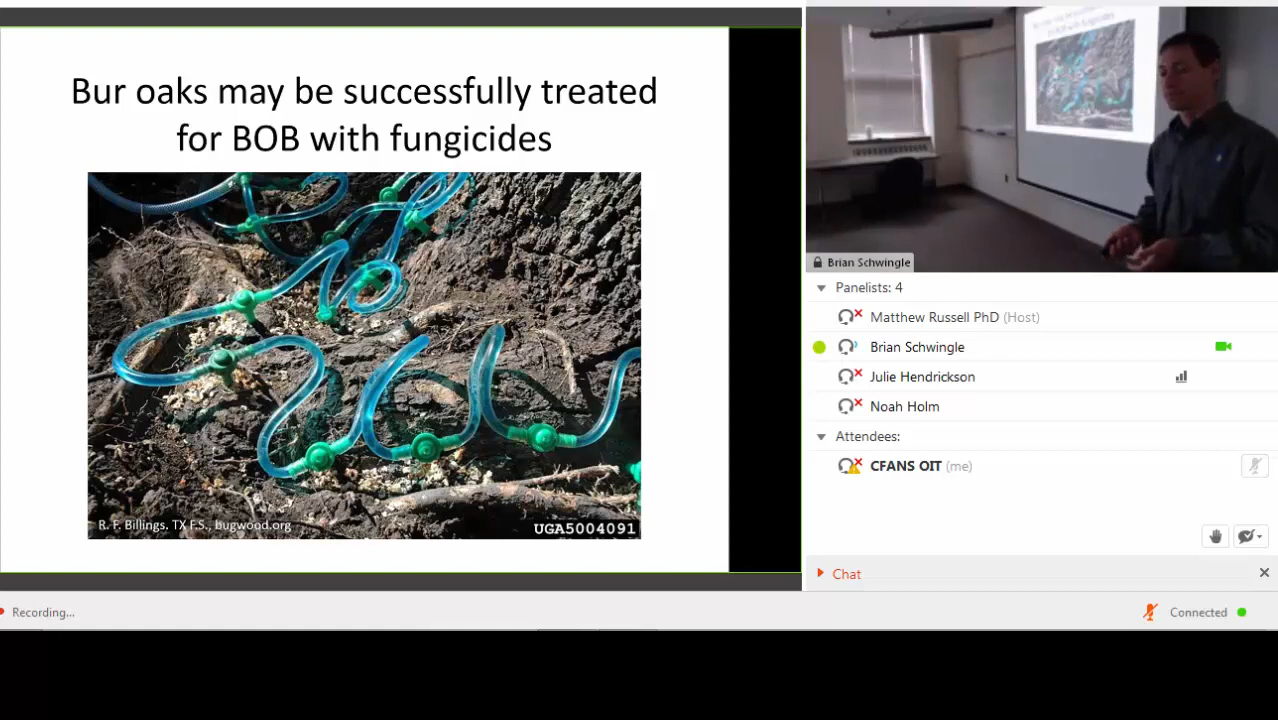 Bur oaks may be successfully treated
for BOB with fungicides
R. F. Billings. TX F.S., bugwood.org
UGA5004091
Brian Schwingle
Panelists: 4
Matthew Russell PhD (Host)
Brian Schwingle
Julie Hendrickson
Noah Holm
Attendees:
CFANS OIT (me)
Chat
Recording...
Connected